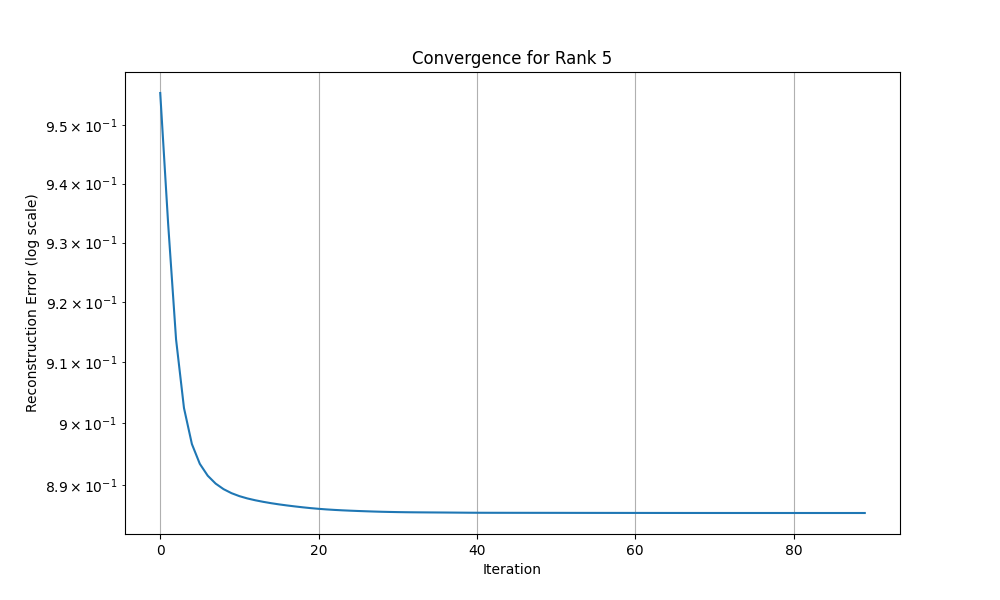 Convergence for Rank 5
Reconstruction Error (log scale)
9.5 × 10⁻¹
9.4 × 10⁻¹
9.3 × 10⁻¹
9.2 × 10⁻¹
9.1 × 10⁻¹
9 × 10⁻¹
8.9 × 10⁻¹
0 20 40 60 80
Iteration